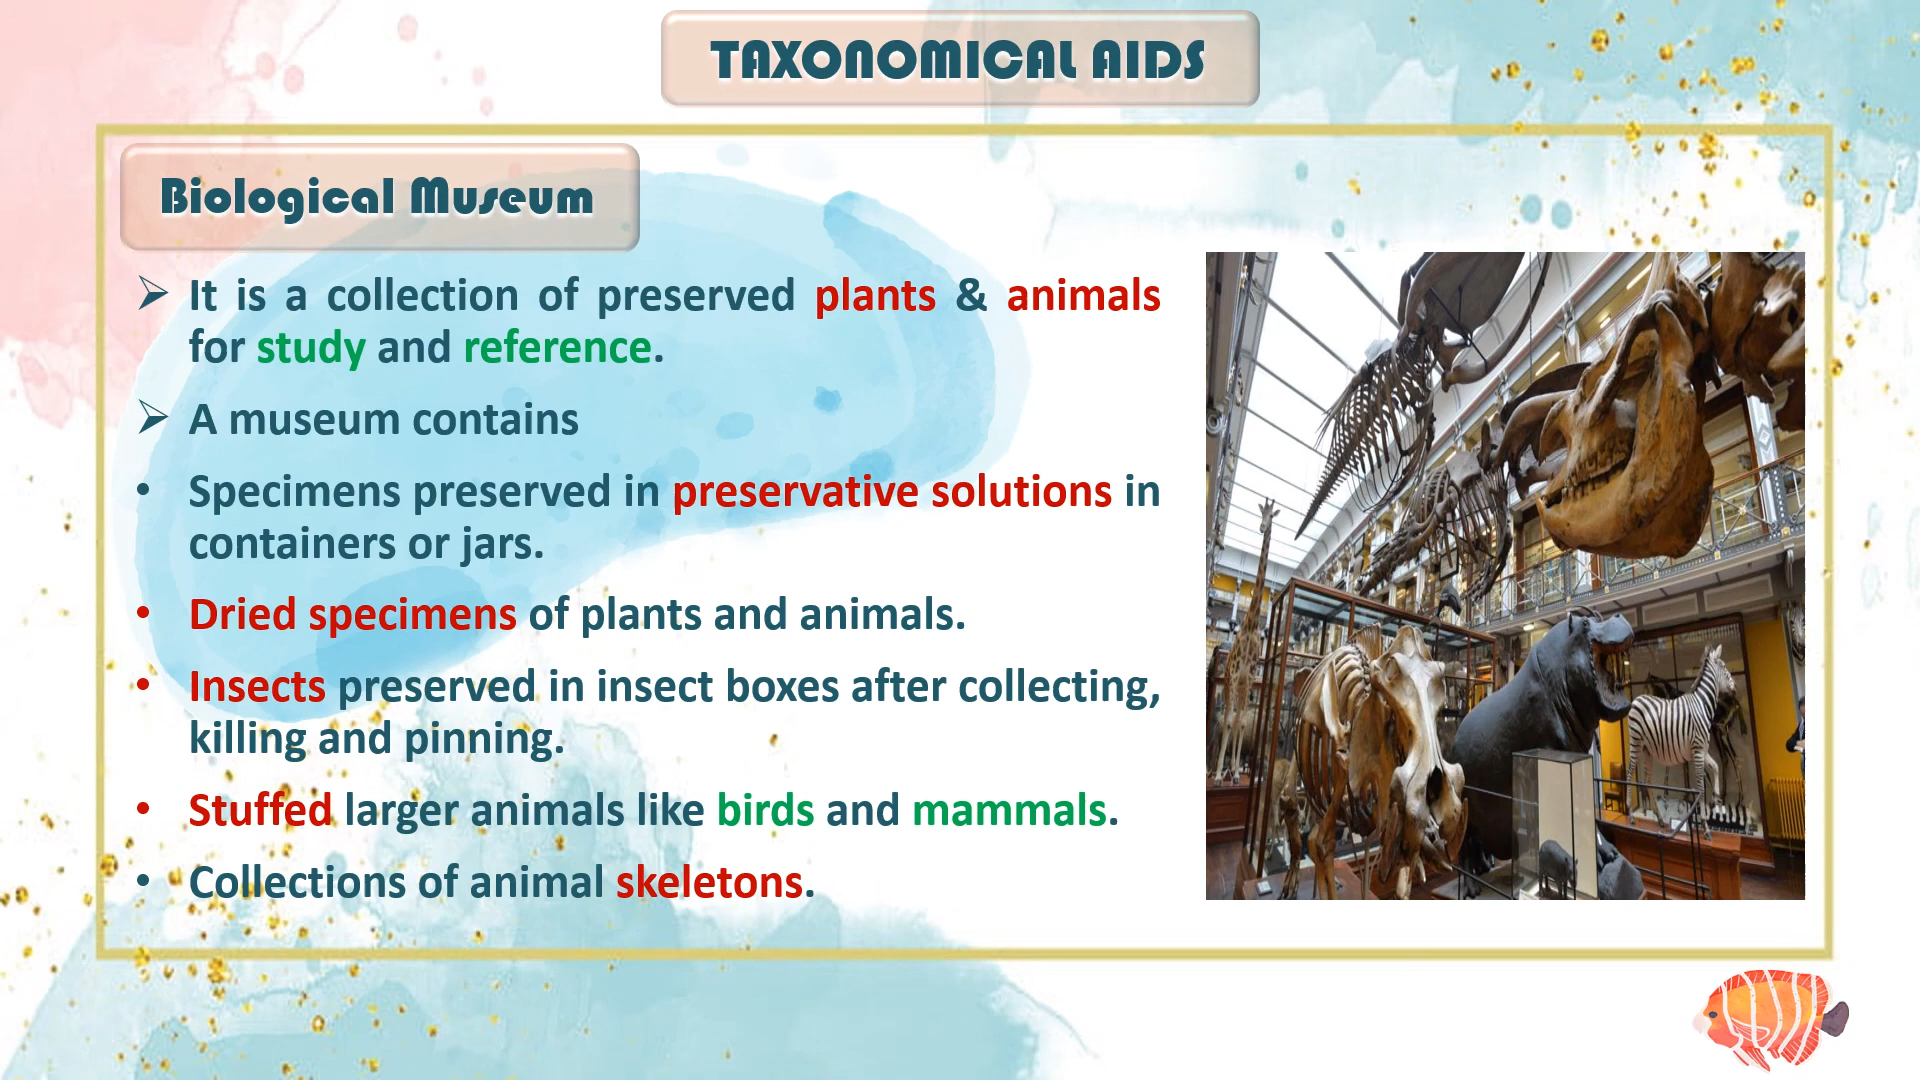 TAXONOMICAL AIDS
Biological Museum
➢ It is a collection of preserved plants & animals
for study and reference.
➢ A museum contains
• Specimens preserved in preservative solutions in
containers or jars.
• Dried specimens of plants and animals.
• Insects preserved in insect boxes after collecting,
killing and pinning.
• Stuffed larger animals like birds and mammals.
• Collections of animal skeletons.